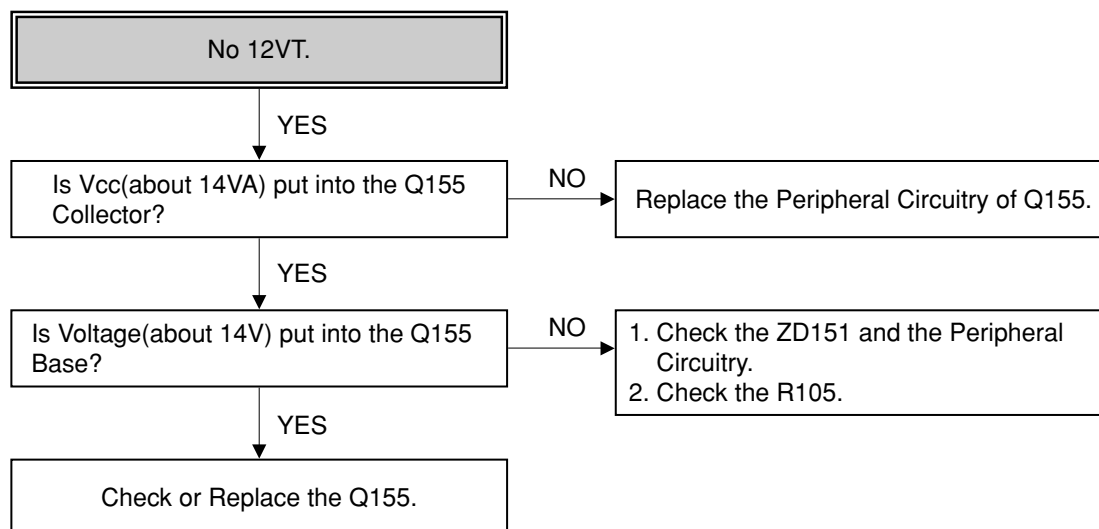 No 12VT.
YES
Is Vcc(about 14VA) put into the Q155
Collector?
NO
Replace the Peripheral Circuitry of Q155.
YES
Is Voltage(about 14V) put into the Q155
Base?
NO
1. Check the ZD151 and the Peripheral
Circuitry.
2. Check the R105.
YES
Check or Replace the Q155.